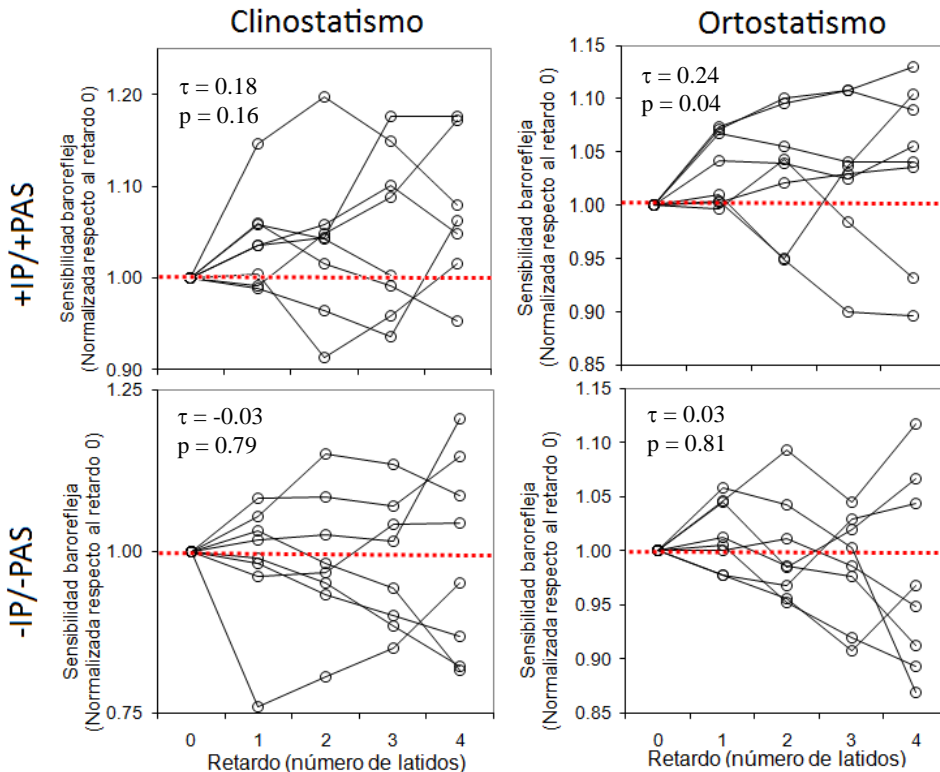 Clinostatismo
Ortostatismo
+IP/+PAS
Sensibilidad barorefleja
(Normalizada respecto al retardo 0)
1.20
1.10
1.00
0.90
τ = 0.18
p = 0.16
Sensibilidad barorefleja
(Normalizada respecto al retardo 0)
1.15
1.10
1.05
1.00
0.95
0.90
0.85
τ = 0.24
p = 0.04
-IP/-PAS
Sensibilidad barorefleja
(Normalizada respecto al retardo 0)
1.25
1.00
0.75
τ = -0.03
p = 0.79
0 1 2 3 4
Retardo (número de latidos)
Sensibilidad barorefleja
(Normalizada respecto al retardo 0)
1.15
1.10
1.05
1.00
0.95
0.90
0.85
τ = 0.03
p = 0.81
0 1 2 3 4
Retardo (número de latidos)